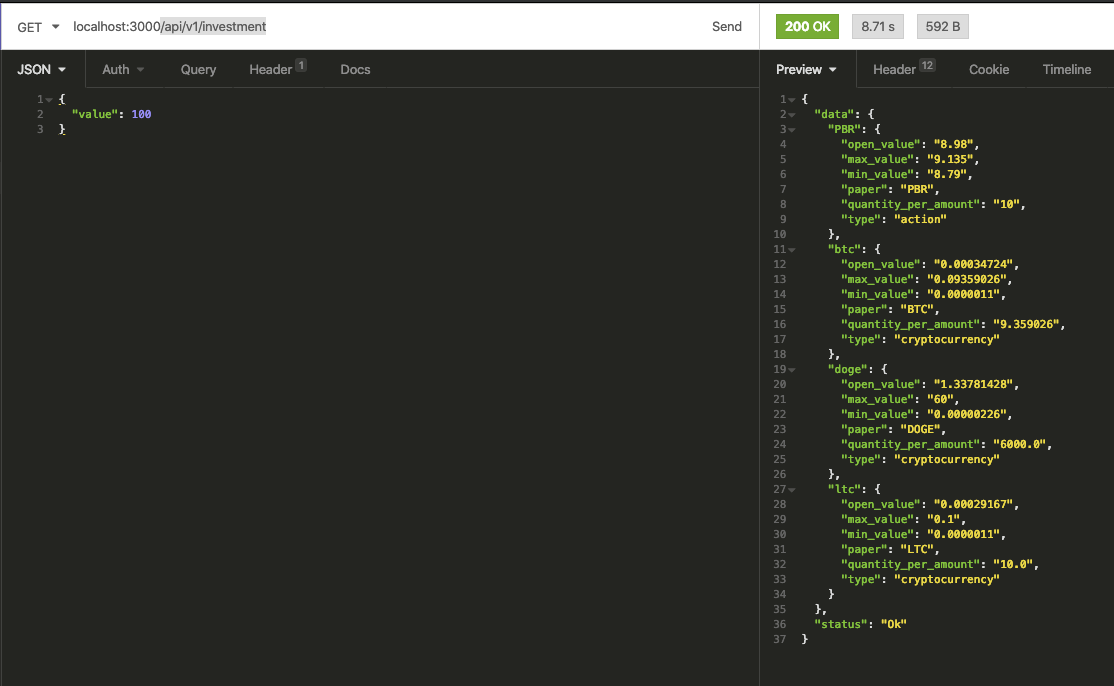 GET localhost:3000/api/v1/investment Send 200 OK 8.71 s 592 B
JSON Auth Query Header 1 Docs
1 {
2 "value": 100
3 }
Preview Header 12 Cookie Timeline
1 {
2 "data": {
3 "PBR": {
4 "open_value": "8.98",
5 "max_value": "9.135",
6 "min_value": "8.79",
7 "paper": "PBR",
8 "quantity_per_amount": "10",
9 "type": "action"
10 },
11 "btc": {
12 "open_value": "0.00034724",
13 "max_value": "0.09359026",
14 "min_value": "0.0000011",
15 "paper": "BTC",
16 "quantity_per_amount": "9.359026",
17 "type": "cryptocurrency"
18 },
19 "doge": {
20 "open_value": "1.33781428",
21 "max_value": "60",
22 "min_value": "0.00000226",
23 "paper": "DOGE",
24 "quantity_per_amount": "6000.0",
25 "type": "cryptocurrency"
26 },
27 "ltc": {
28 "open_value": "0.00029167",
29 "max_value": "0.1",
30 "min_value": "0.0000011",
31 "paper": "LTC",
32 "quantity_per_amount": "10.0",
33 "type": "cryptocurrency"
34 }
35 },
36 "status": "Ok"
37 }